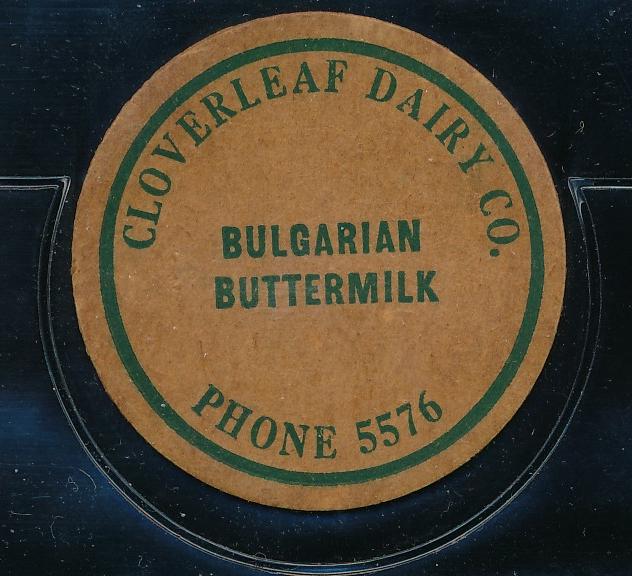 CLOVERLEAF DAIRY CO.
BULGARIAN
BUTTERMILK
PHONE 5576